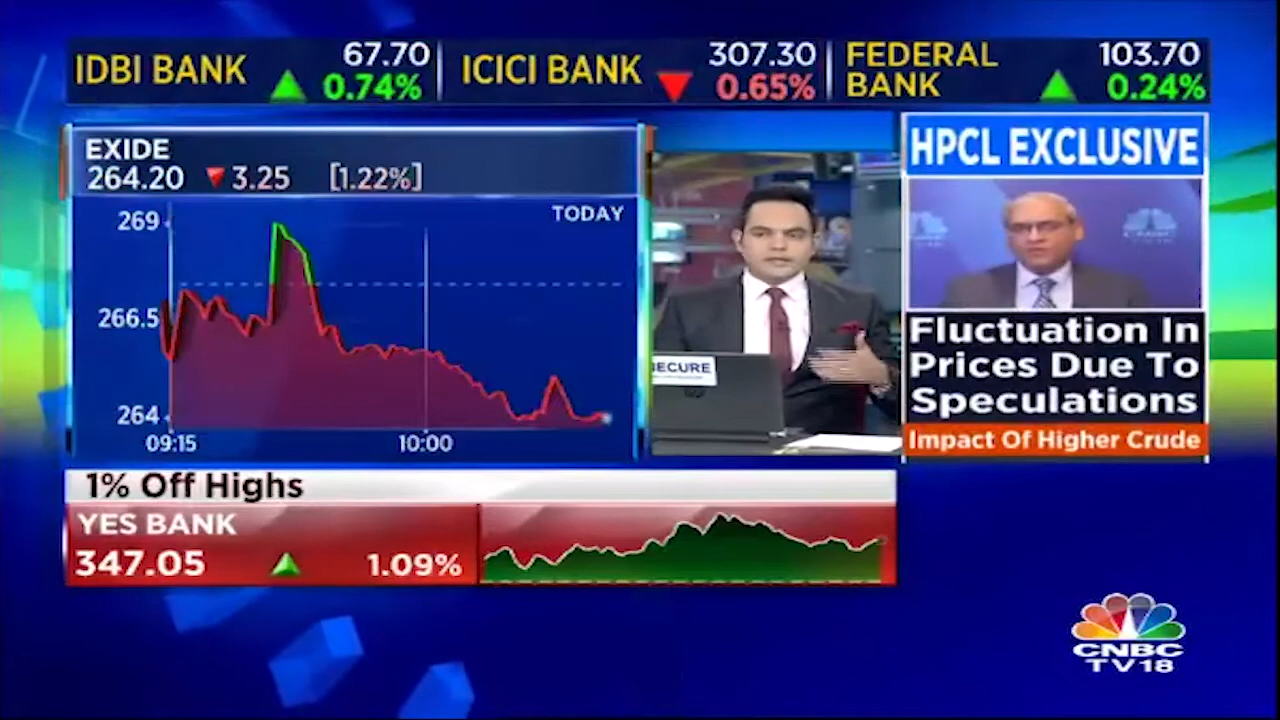 IDBI BANK 67.70 0.74%
ICICI BANK 307.30 0.65%
FEDERAL BANK 103.70 0.24%
EXIDE
264.20 3.25 [1.22%]
TODAY
269
266.5
264
09:15 10:00
HPCL EXCLUSIVE
Fluctuation In
Prices Due To
Speculations
Impact Of Higher Crude
1% Off Highs
YES BANK
347.05 1.09%
CNBC
TV18